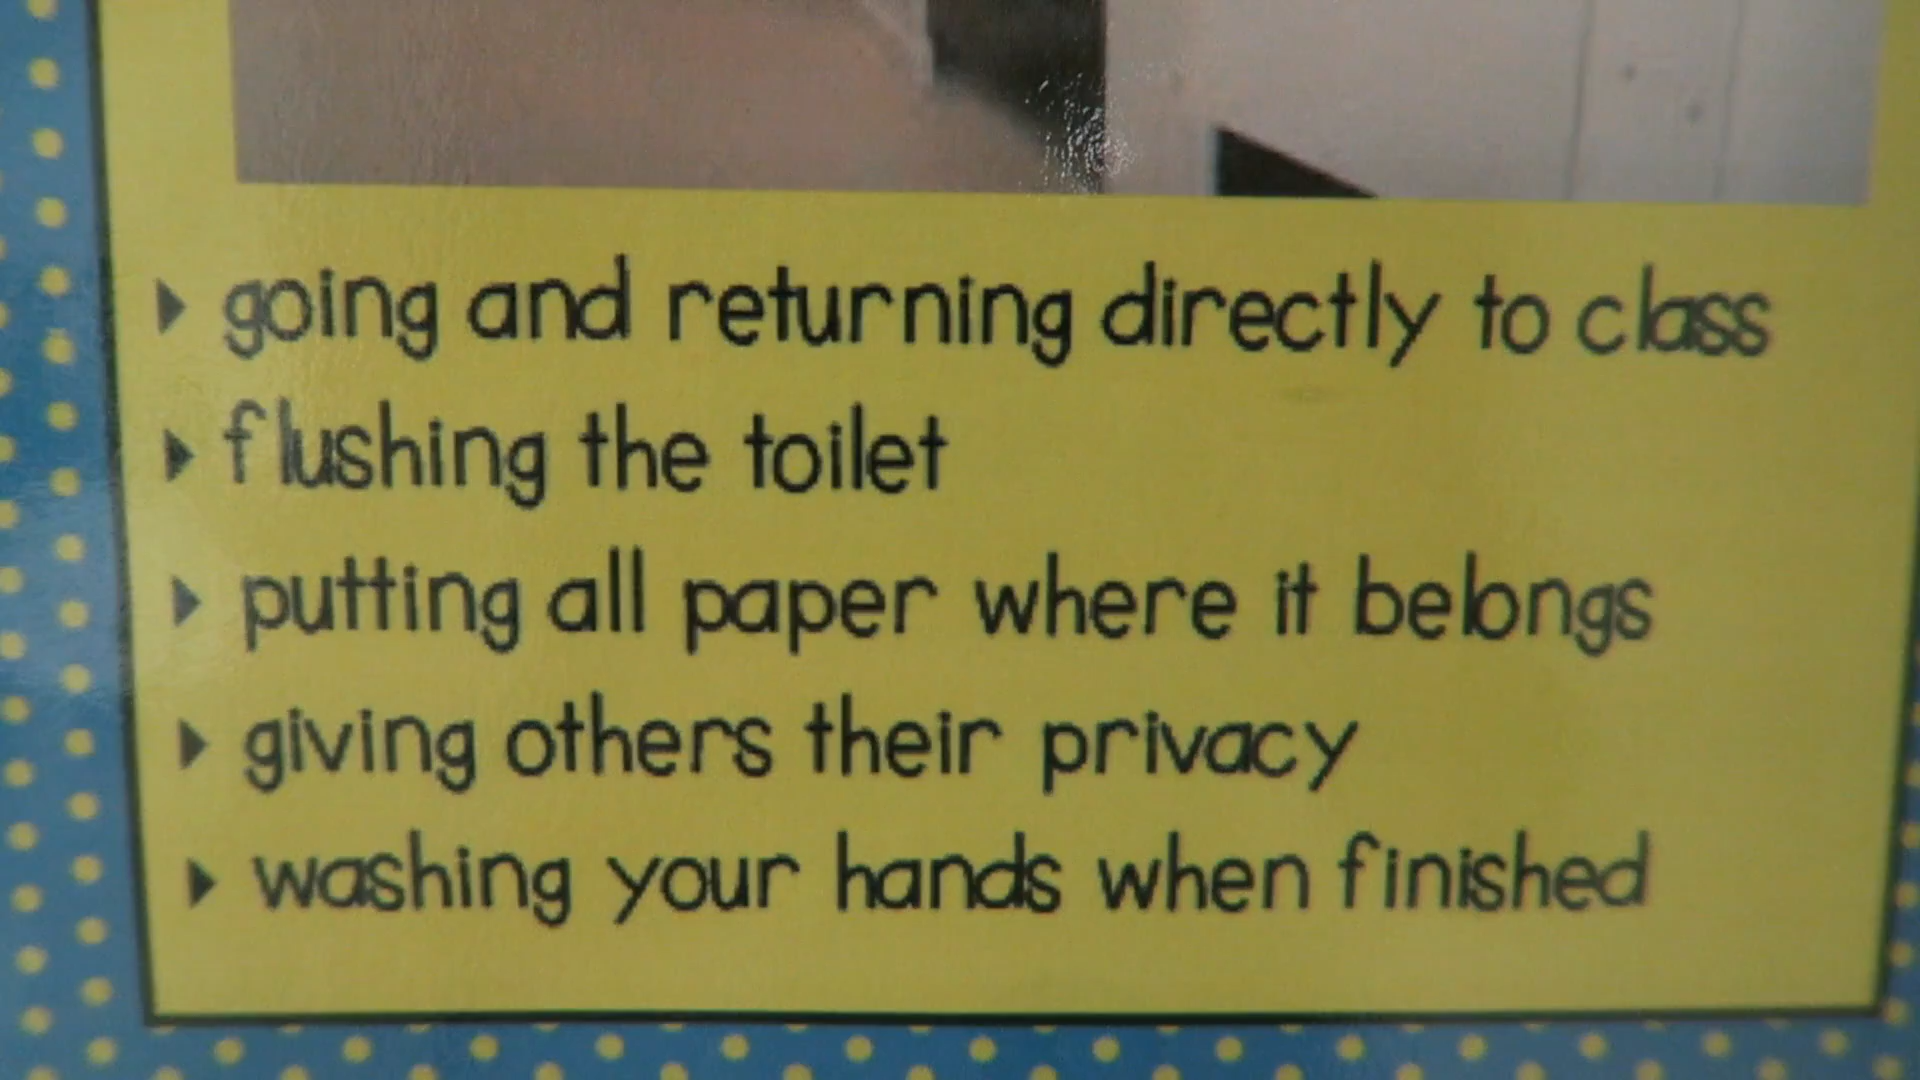 going and returning directly to class
flushing the toilet
putting all paper where it belongs
giving others their privacy
washing your hands when finished